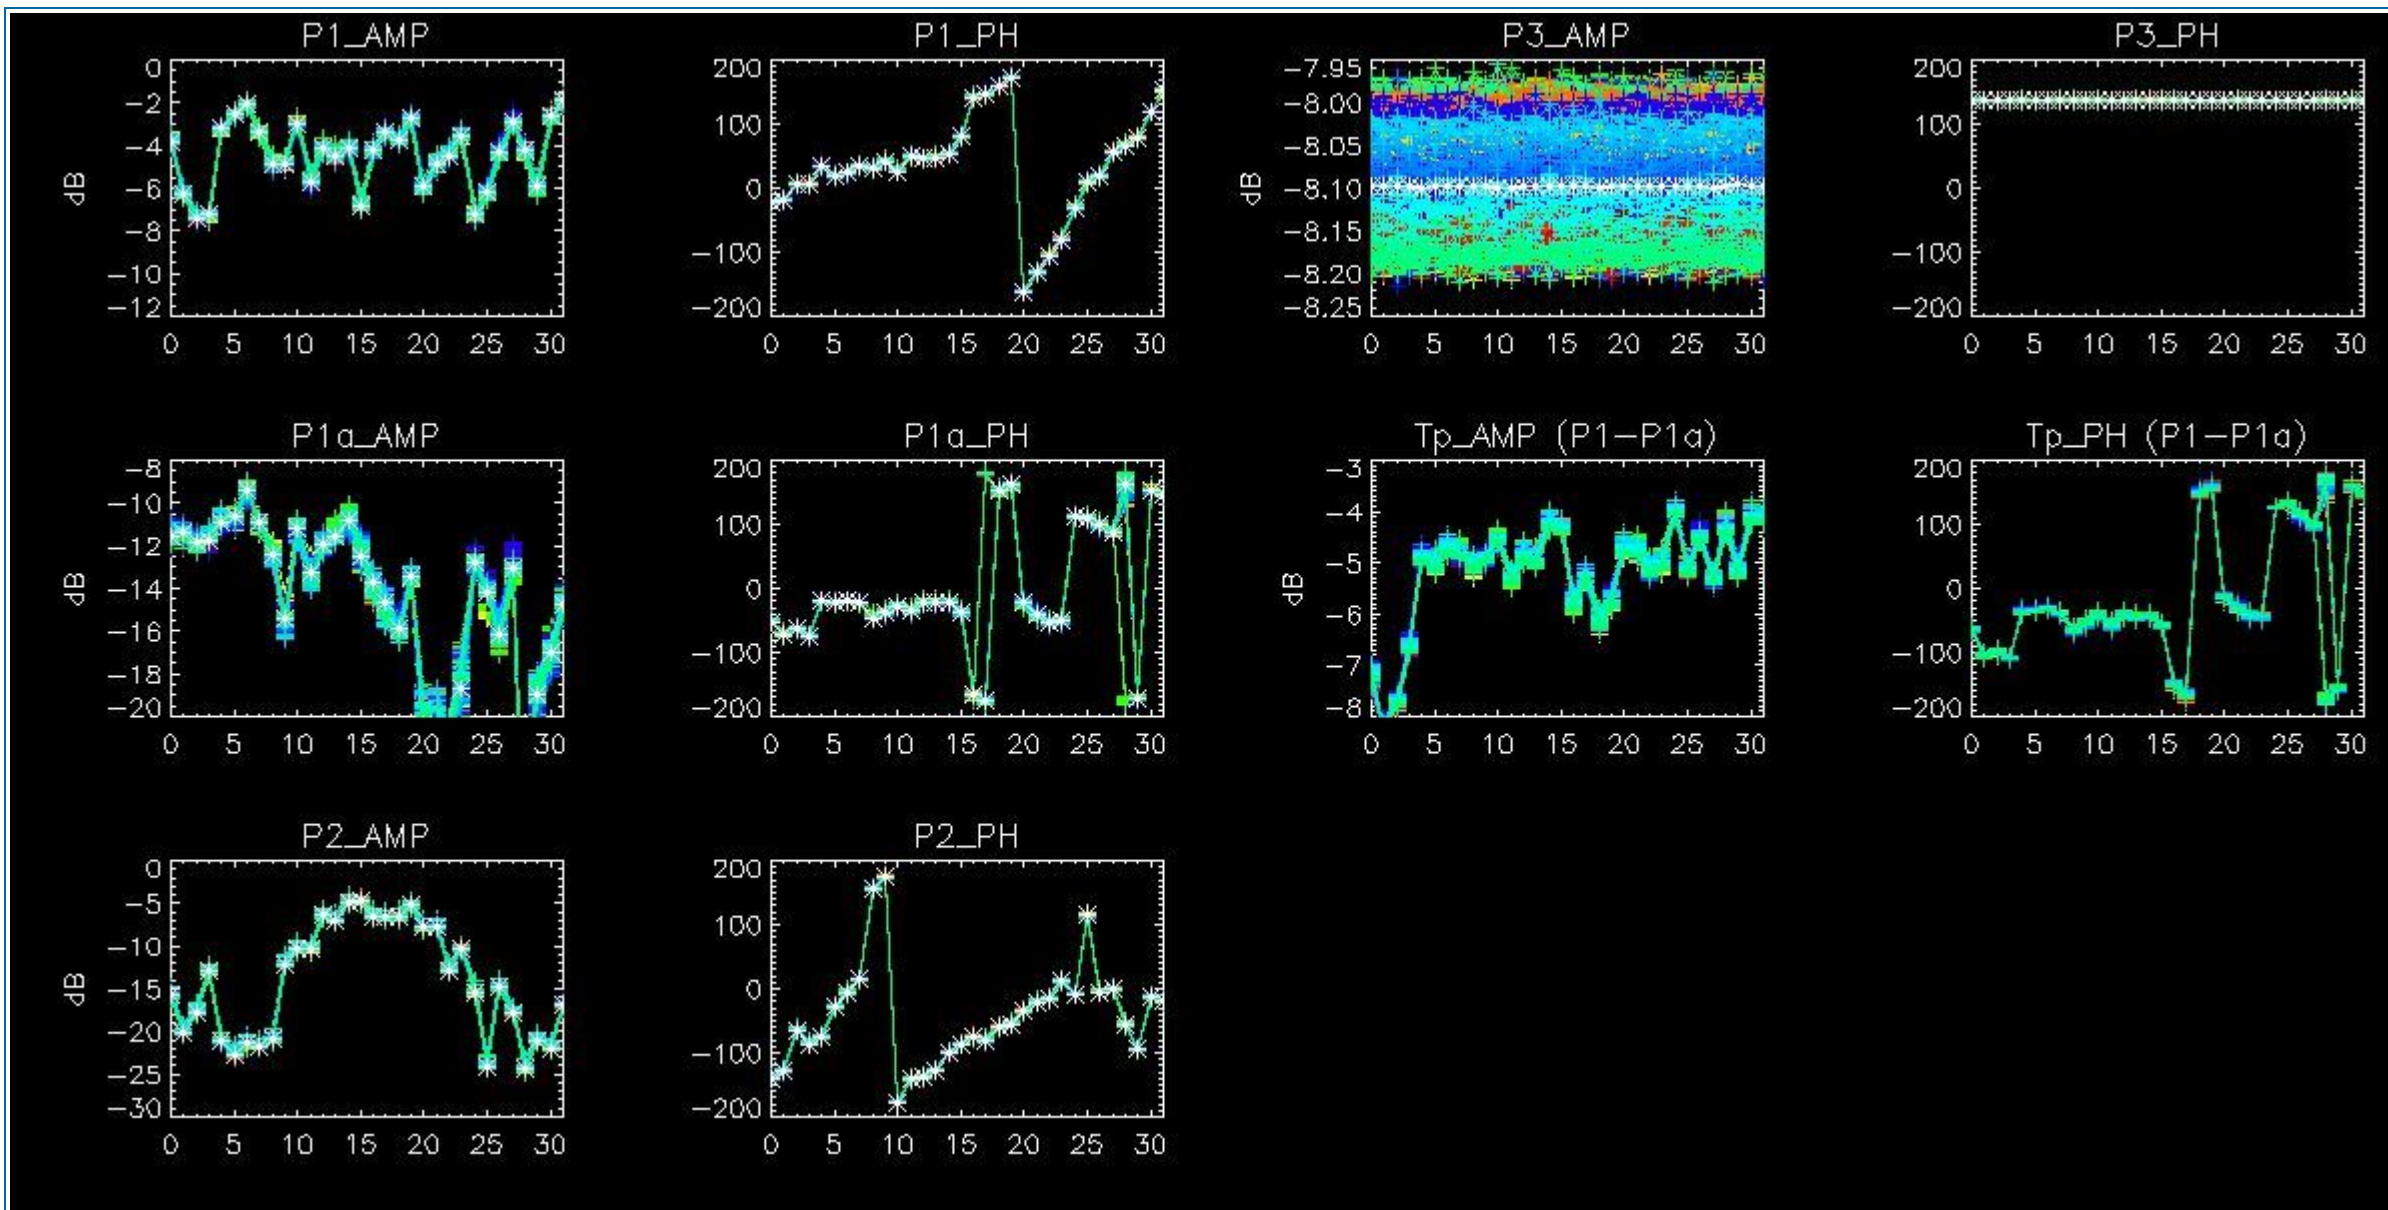 P1_AMP P1_PH P3_AMP P3_PH
0 200 -7.95 200
-2 100 -8.00 100
-4 0 -8.05 0
-6 -100 -8.10 -100
-8 -200 -8.15 -200
-10 -8.20
-12 -8.25
dB dB
0 5 10 15 20 25 30 0 5 10 15 20 25 30 0 5 10 15 20 25 30 0 5 10 15 20 25 30
P1a_AMP P1a_PH Tp_AMP (P1-P1a) Tp_PH (P1-P1a)
-8 200 -3 200
-10 100 -4 100
-12 0 -5 0
-14 -100 -6 -100
-16 -200 -7 -200
-18 -8
-20
dB dB
0 5 10 15 20 25 30 0 5 10 15 20 25 30 0 5 10 15 20 25 30 0 5 10 15 20 25 30
P2_AMP P2_PH
0 200
-5 100
-10 0
-15 -100
-20 -200
-25
-30
dB
0 5 10 15 20 25 30 0 5 10 15 20 25 30